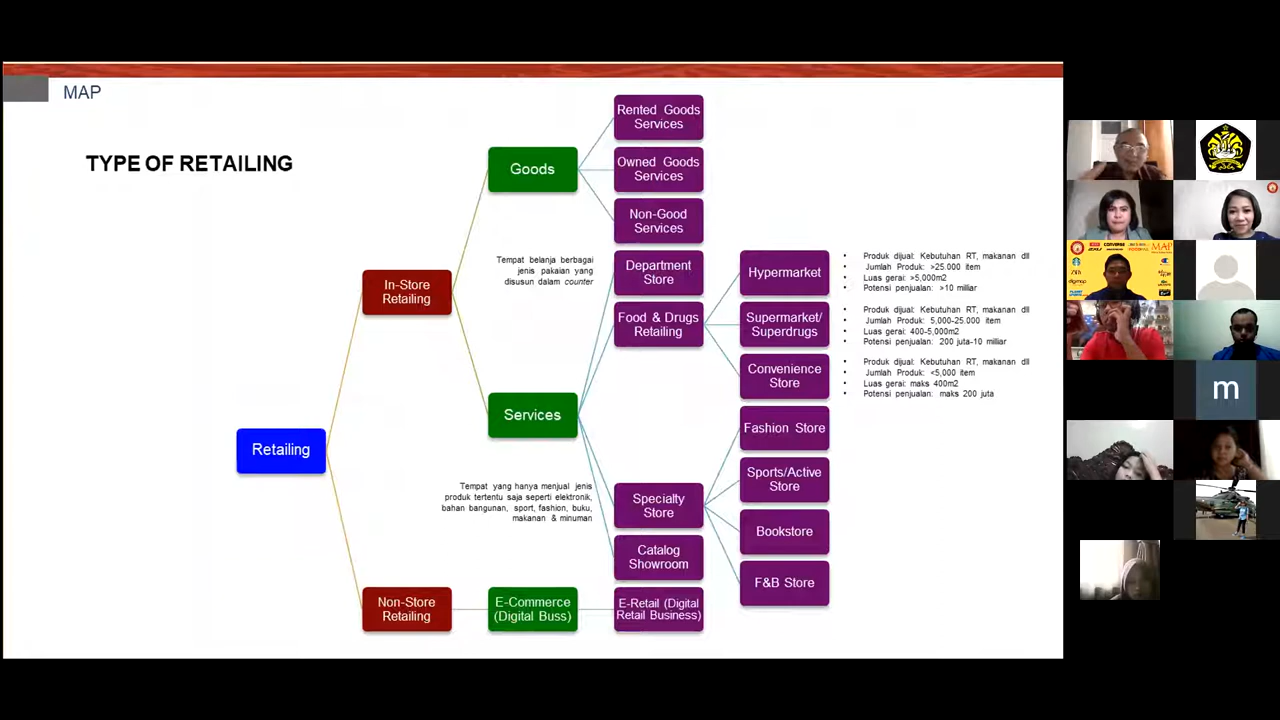 MAP
TYPE OF RETAILING
Retailing
In-Store
Retailing
Non-Store
Retailing
Goods
Services
E-Commerce
(Digital Buss)
Rented Goods
Services
Owned Goods
Services
Non-Good
Services
Department
Store
Food & Drugs
Retailing
Specialty
Store
Catalog
Showroom
E-Retail (Digital
Retail Business)
Tempat belanja berbagai
jenis pakaian yang
disusun dalam counter
Tempat yang hanya menjual jenis
produk tertentu saja seperti elektronik,
bahan bangunan, sport, fashion, buku,
makanan & minuman
Hypermarket
Supermarket/
Superdrugs
Convenience
Store
Fashion Store
Sports/Active
Store
Bookstore
F&B Store
• Produk dijual: Kebutuhan RT, makanan dll
• Jumlah Produk: >25.000 item
• Luas gerai: >5,000m2
• Potensi penjualan: >10 milliar
• Produk dijual: Kebutuhan RT, makanan dll
• Jumlah Produk: 5,000-25.000 item
• Luas gerai: 400-5,000m2
• Potensi penjualan: 200 juta-10 milliar
• Produk dijual: Kebutuhan RT, makanan dll
• Jumlah Produk: <5,000 item
• Luas gerai: maks 400m2
• Potensi penjualan: maks 200 juta
CONVERSE
MAP
ZARA
digimap
m